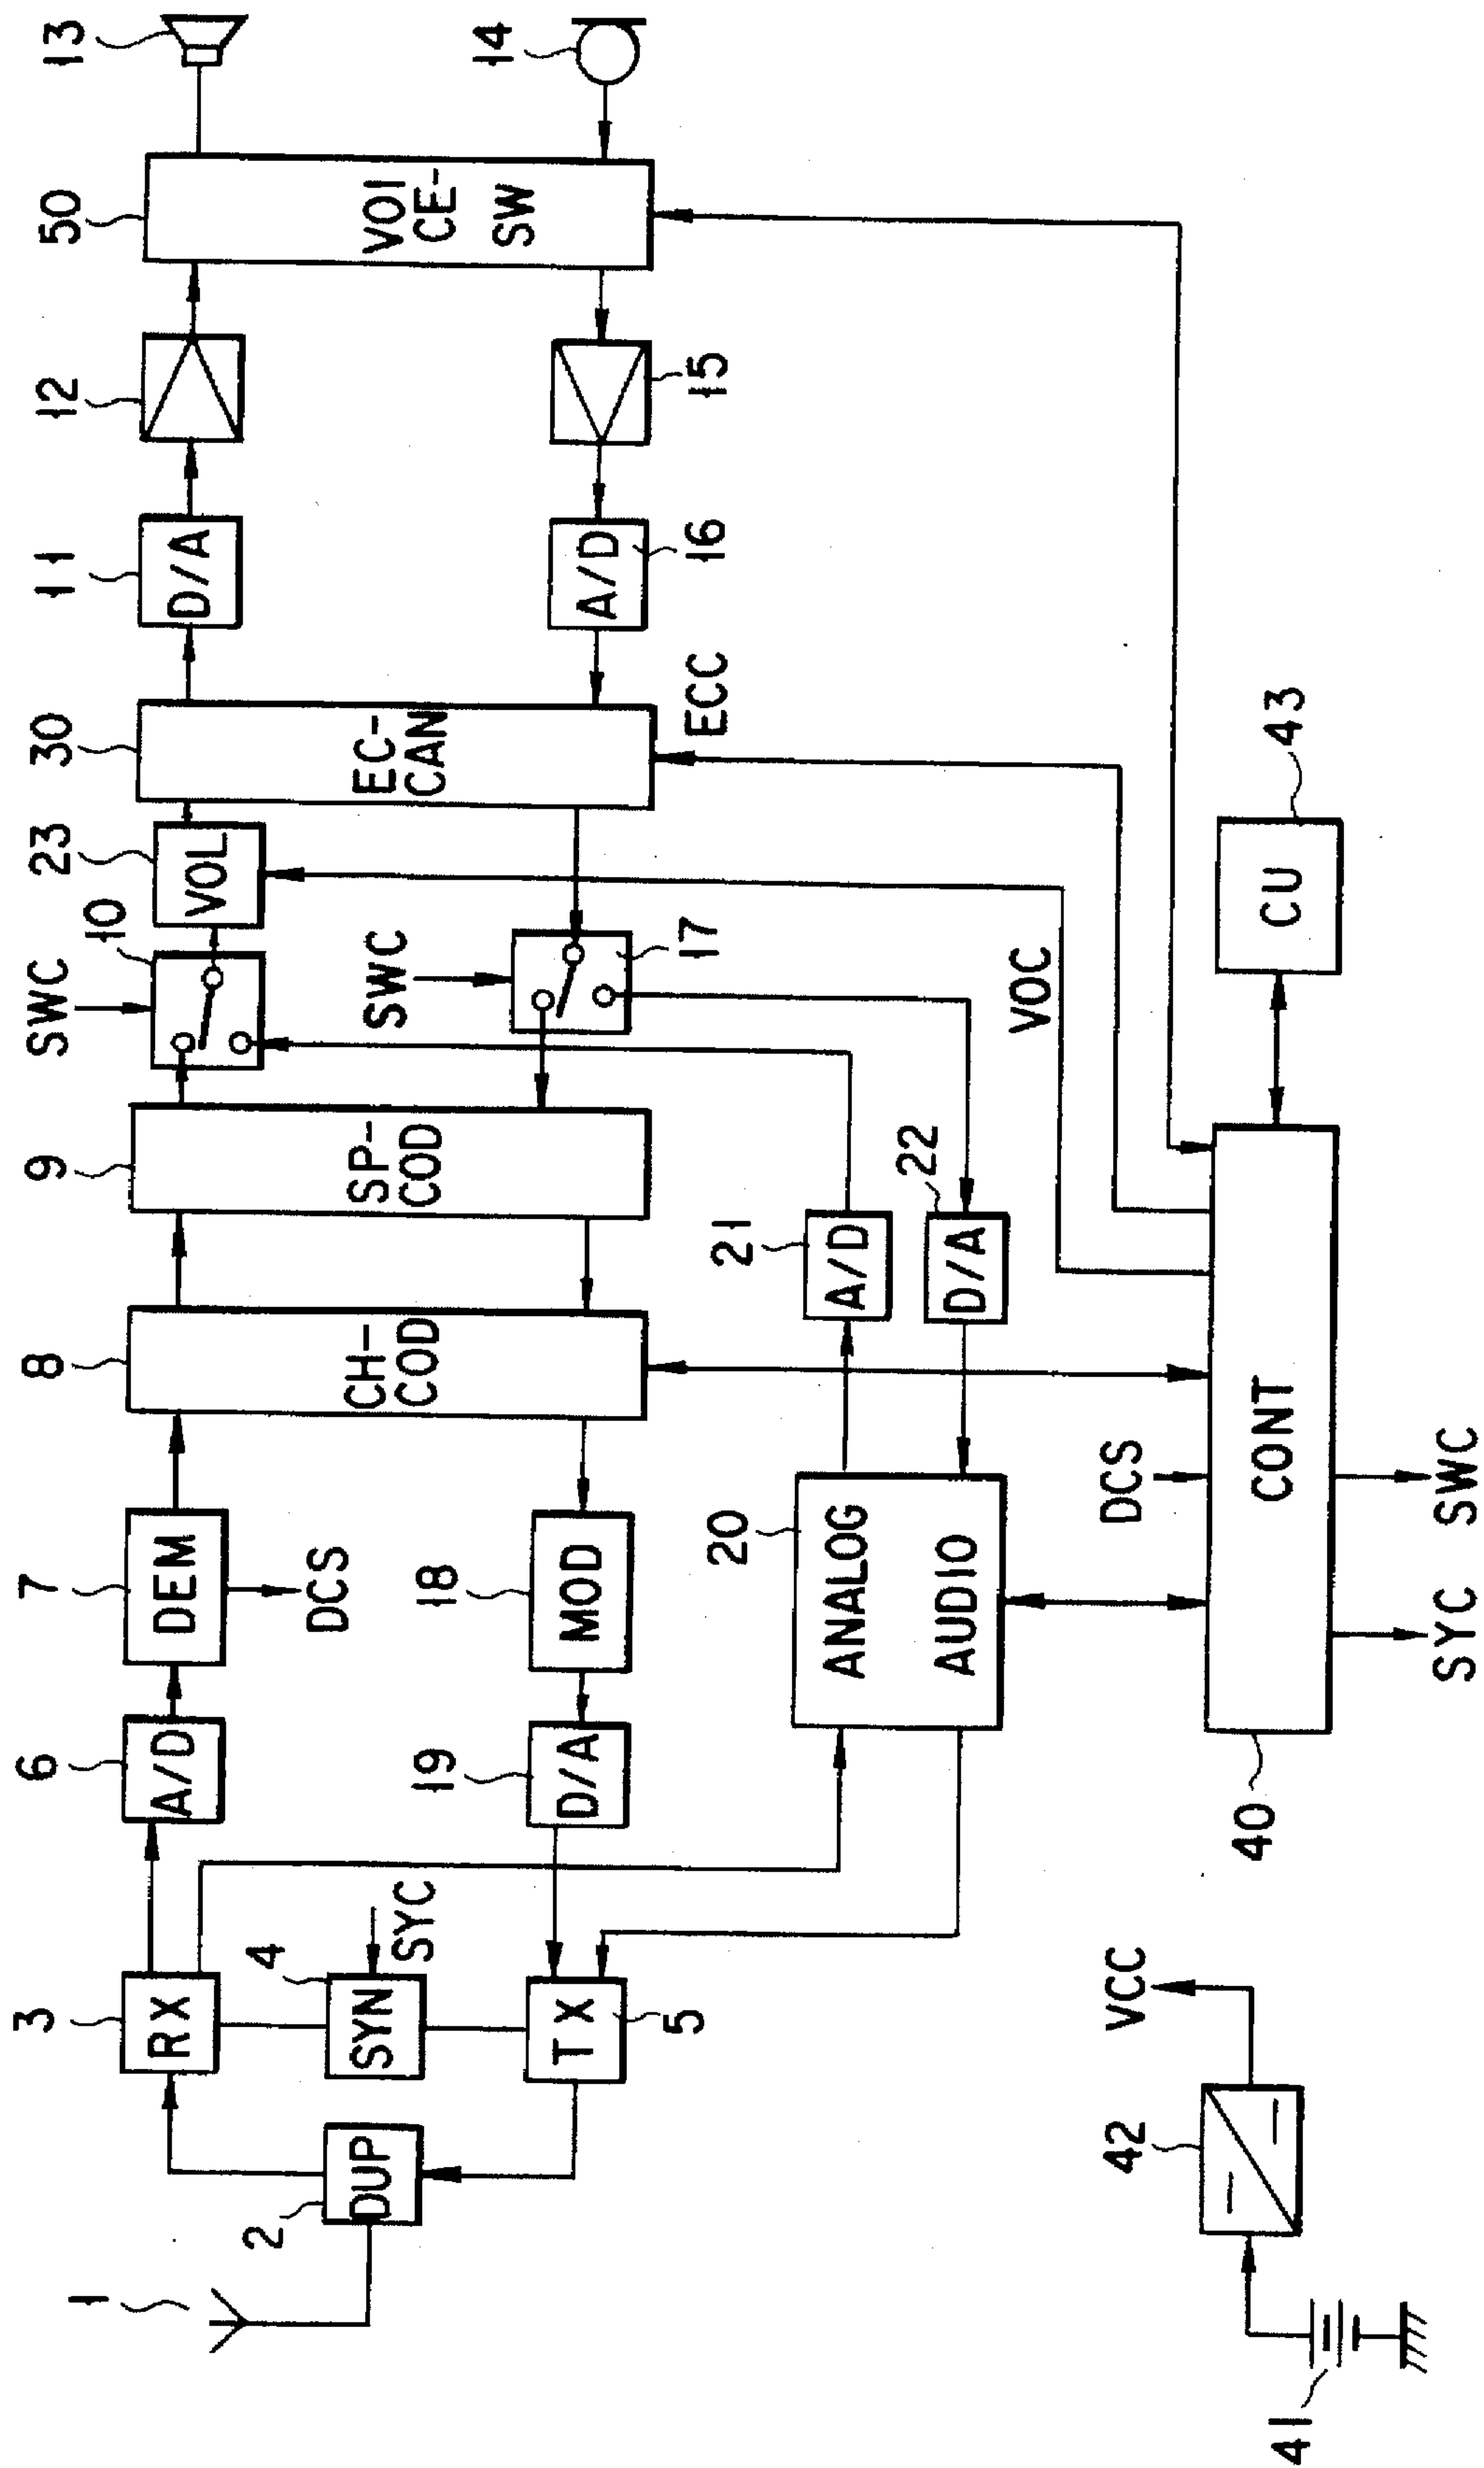 1
2
DUP
3
RX
4
SYN
SYC
TX
5
6
A/D
7
DEM
DCS
19
D/A
18
MOD
8
CH-
COD
9
SP-
COD
SWC
10
23
VOL
SWC
17
30
EC-
CAN
ECC
11
D/A
16
A/D
12
15
50
VOI
CE-
SW
13
14
20
ANALOG
AUDIO
21
A/D
22
D/A
VOC
DCS
40
CONT
SYC
SWC
CU
43
41
42
VCC